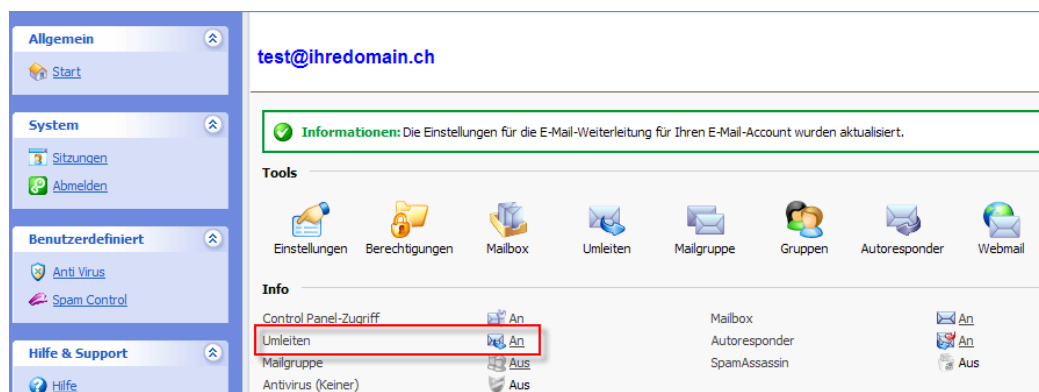 Allgemein
Start
System
Sitzungen
Abmelden
Benutzerdefiniert
Anti Virus
Spam Control
Hilfe & Support
Hilfe
test@ihredomain.ch
Informationen: Die Einstellungen für die E-Mail-Weiterleitung für Ihren E-Mail-Account wurden aktualisiert.
Tools
Einstellungen Berechtigungen Mailbox Umleiten Mailgruppe Gruppen Autoresponder Webmail
Info
Control Panel-Zugriff An Mailbox An
Umleiten An Autoresponder An
Mailgruppe Aus SpamAssassin Aus
Antivirus (Keiner) Aus